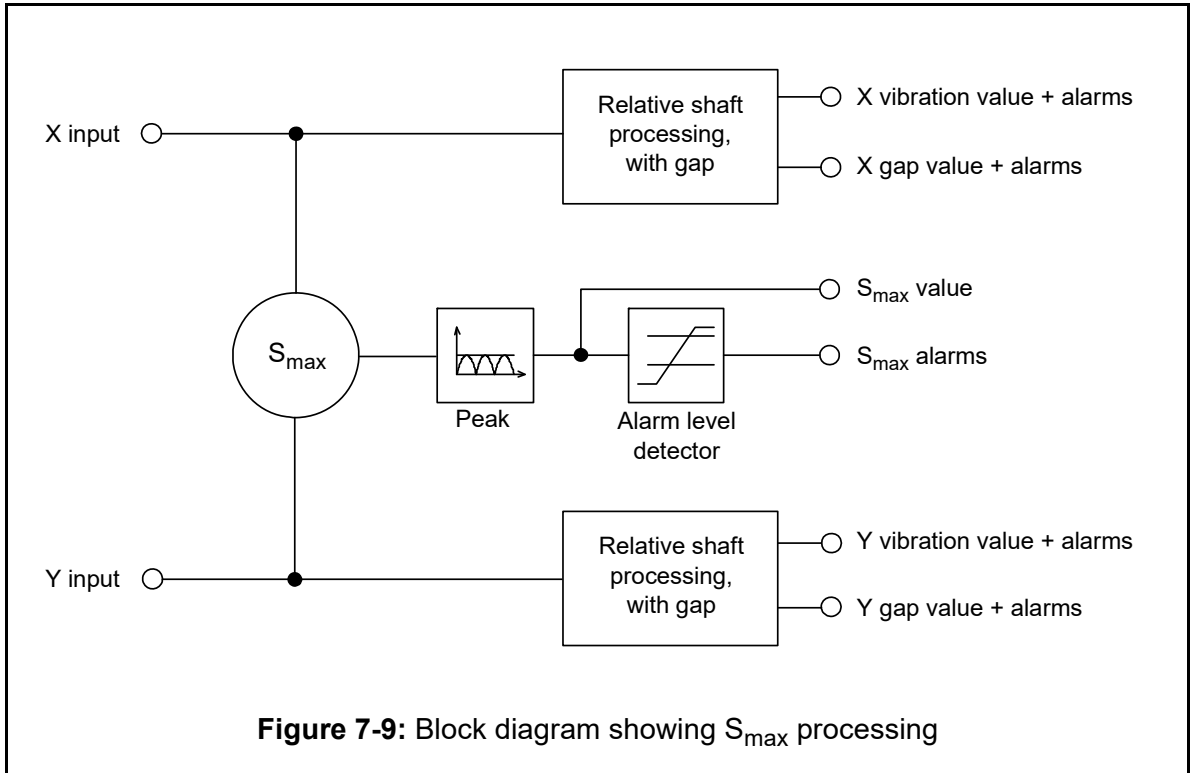 X input
Relative shaft
processing,
with gap
X vibration value + alarms
X gap value + alarms
Smax
Peak
Alarm level
detector
Smax value
Smax alarms
Y input
Relative shaft
processing,
with gap
Y vibration value + alarms
Y gap value + alarms
Figure 7-9: Block diagram showing Smax processing